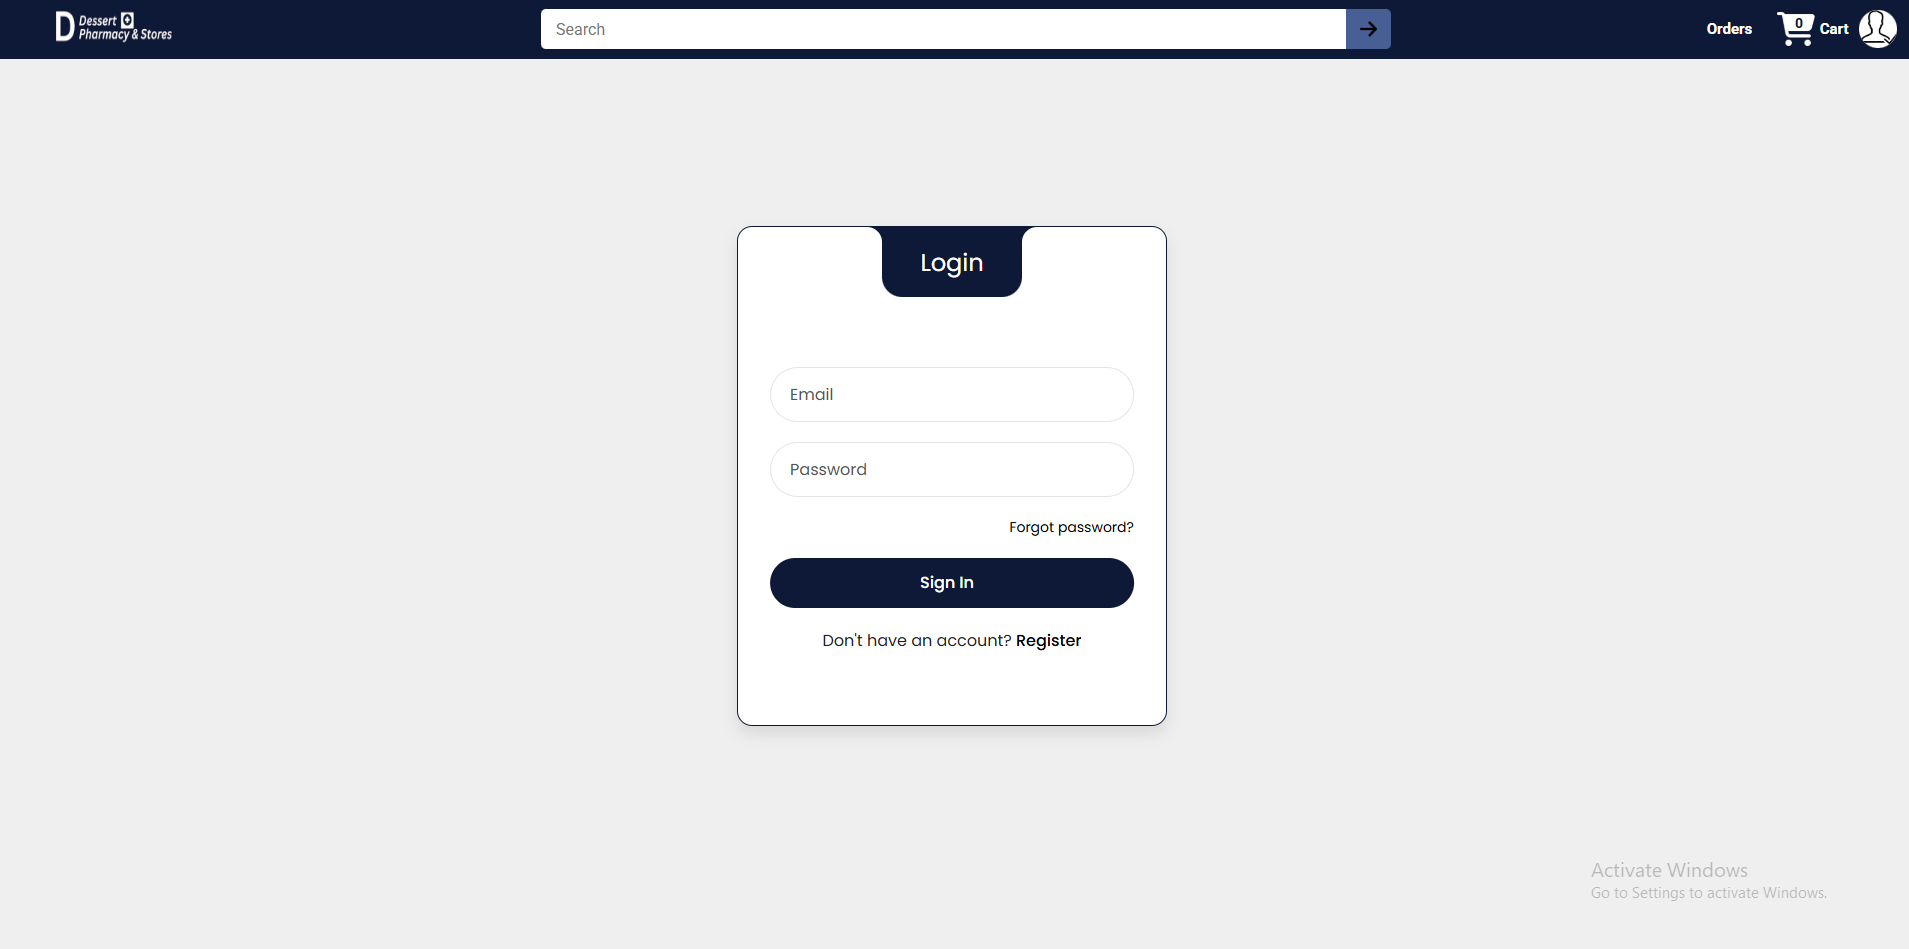 D Dessert
Pharmacy & Stores
Search
Orders
0
Cart
Login
Email
Password
Forgot password?
Sign In
Don't have an account? Register
Activate Windows
Go to Settings to activate Windows.